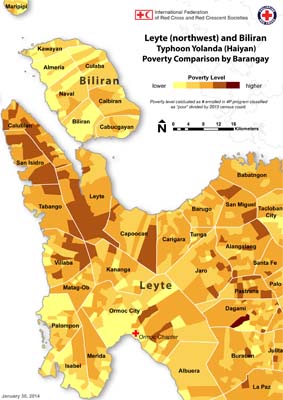 Maripipi
International Federation
of Red Cross and Red Crescent Societies
Leyte (northwest) and Biliran
Typhoon Yolanda (Haiyan)
Poverty Comparison by Barangay
Poverty Level
lower
higher
Poverty level calculated as # enrolled in 4P program classified
as "poor" divided by 2013 census count.
N
0 2 4 8 12 16
Kilometers
Kawayan
Almeria
Culaba
Biliran
Naval
Caibiran
Biliran
Cabucgayan
Calubian
San Isidro
Leyte
Tabango
Babatngon
San Miguel
Barugo
Tacloban
City
Capoocan
Carigara
Tunga
Alangalang
Villaba
Kananga
Jaro
Santa Fe
Matag-Ob
Leyte
Pastrana
Palo
Ormoc City
Dagami
Palompon
Ormoc Chapter
Merida
Burauen
Julita
Isabel
Albuera
La Paz
January 30, 2014